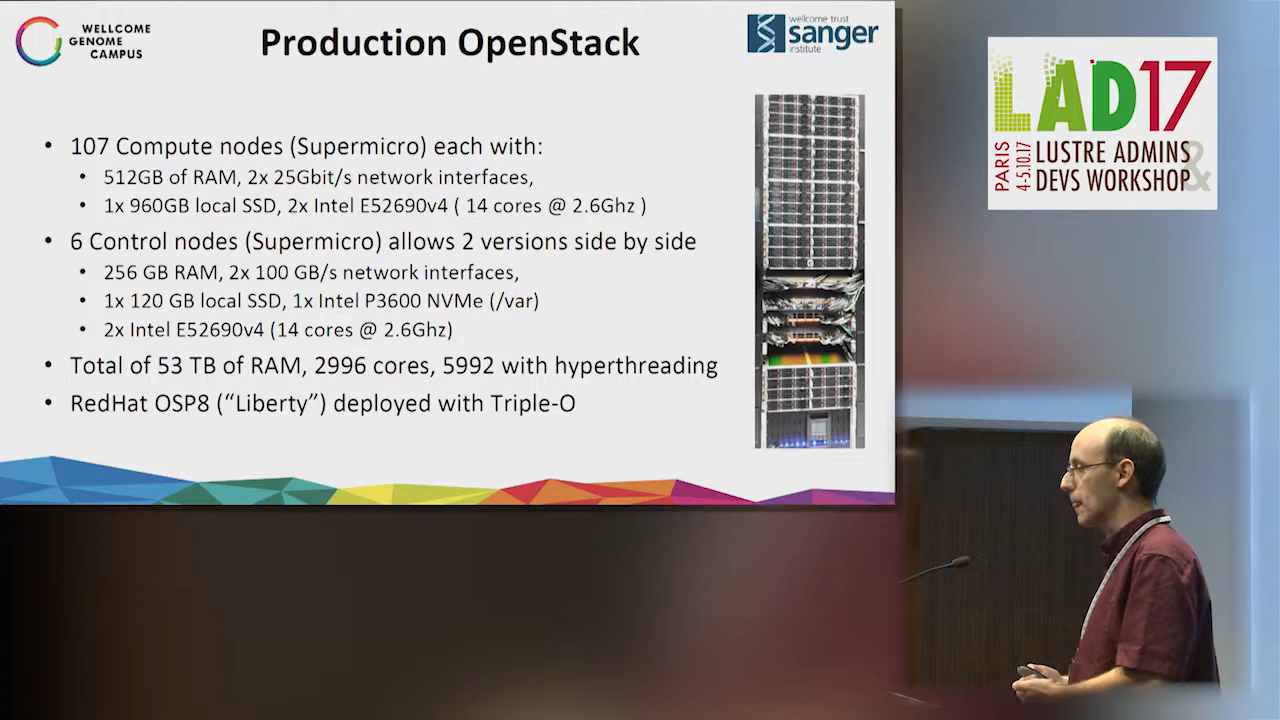 WELLCOME
GENOME
CAMPUS
Production OpenStack
wellcome trust
sanger
institute
• 107 Compute nodes (Supermicro) each with:
• 512GB of RAM, 2x 25Gbit/s network interfaces,
• 1x 960GB local SSD, 2x Intel E52690v4 ( 14 cores @ 2.6Ghz )
• 6 Control nodes (Supermicro) allows 2 versions side by side
• 256 GB RAM, 2x 100 GB/s network interfaces,
• 1x 120 GB local SSD, 1x Intel P3600 NVMe (/var)
• 2x Intel E52690v4 (14 cores @ 2.6Ghz)
• Total of 53 TB of RAM, 2996 cores, 5992 with hyperthreading
• RedHat OSP8 (“Liberty”) deployed with Triple-O
LAD17
PARIS
4-5.10.17
LUSTRE ADMINS
& DEVS WORKSHOP